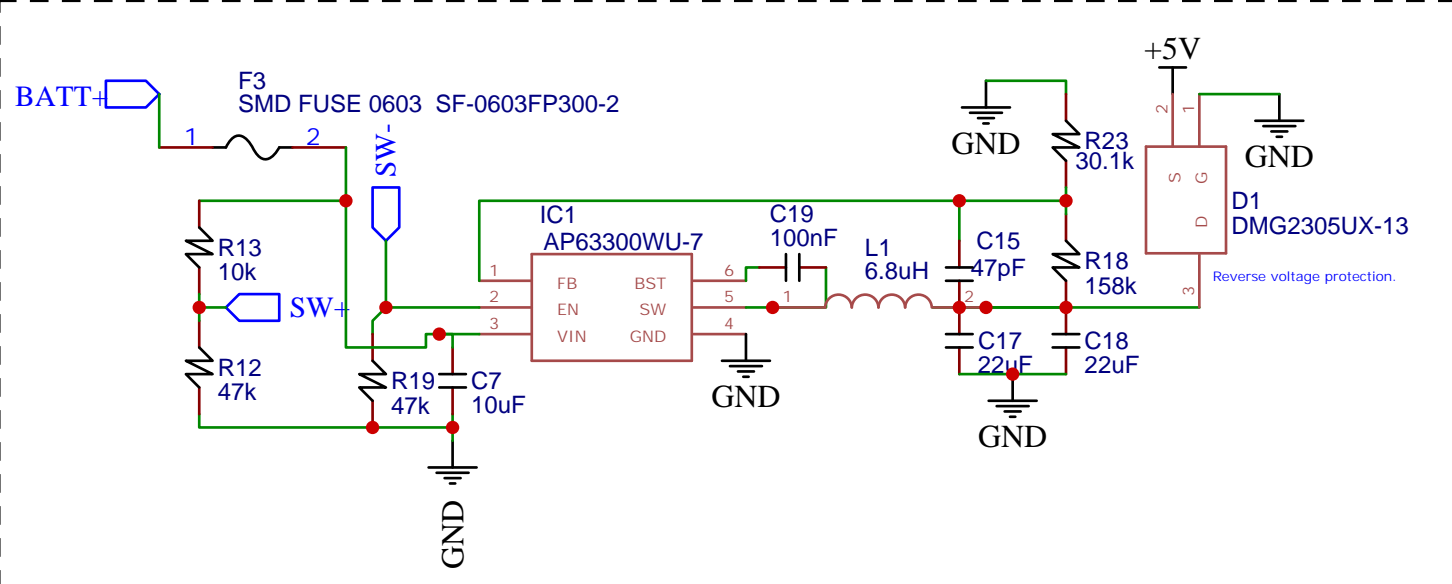 +5V
F3
SMD FUSE 0603 SF-0603FP300-2
BATT+
1
2
SW-
GND
R23
30.1k
2
1
GND
S
G
D
D1
DMG2305UX-13
Reverse voltage protection.
3
R13
10k
SW+
R12
47k
R19
47k
C7
10uF
GND
IC1
AP63300WU-7
1
2
3
FB
EN
VIN
BST
SW
GND
6
5
4
GND
C19
100nF
L1
6.8uH
1
2
C15
47pF
R18
158k
C17
22uF
C18
22uF
GND